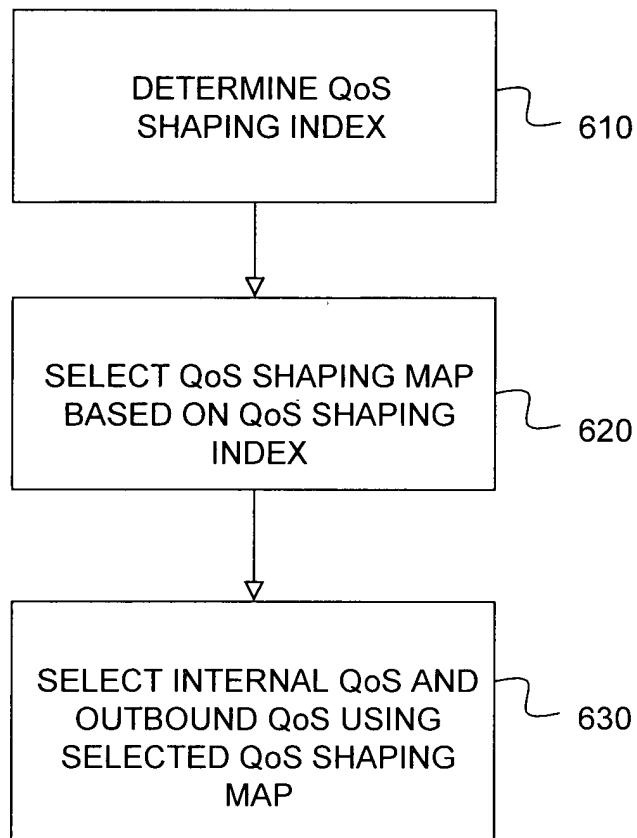 DETERMINE QoS
SHAPING INDEX
610
SELECT QoS SHAPING MAP
BASED ON QoS SHAPING
INDEX
620
SELECT INTERNAL QoS AND
OUTBOUND QoS USING
SELECTED QoS SHAPING
MAP
630